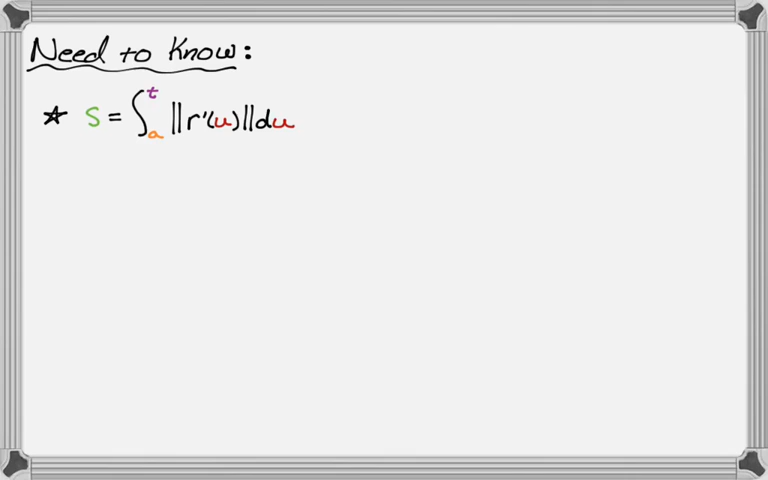 Need to Know:
★ S = ∫ₐᵗ ||r'(u)||du